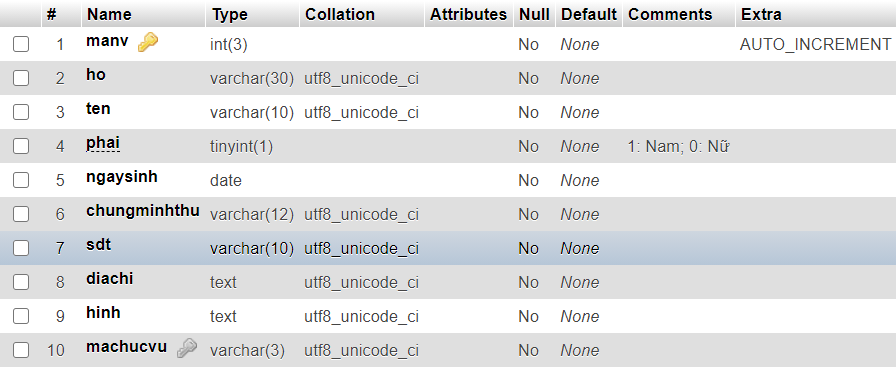 # Name Type Collation Attributes Null Default Comments Extra
1 manv int(3) No None AUTO_INCREMENT
2 ho varchar(30) utf8_unicode_ci No None
3 ten varchar(10) utf8_unicode_ci No None
4 phai tinyint(1) No None 1: Nam; 0: Nữ
5 ngaysinh date No None
6 chungminhthu varchar(12) utf8_unicode_ci No None
7 sdt varchar(10) utf8_unicode_ci No None
8 diachi text utf8_unicode_ci No None
9 hinh text utf8_unicode_ci No None
10 machucvu varchar(3) utf8_unicode_ci No None